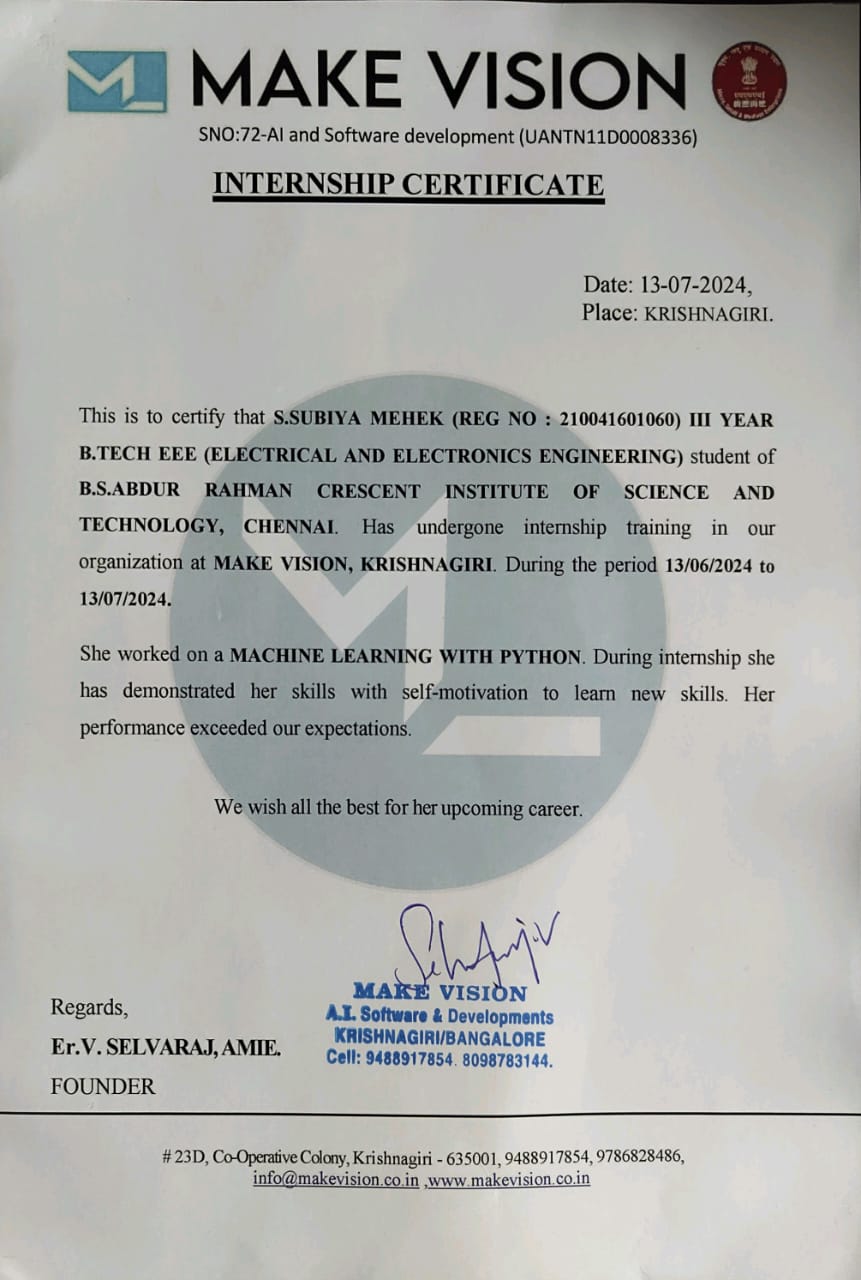 MAKE VISION
SNO:72-AI and Software development (UANTN11D0008336)
INTERNSHIP CERTIFICATE
Date: 13-07-2024,
Place: KRISHNAGIRI.
This is to certify that S.SUBIYA MEHEK (REG NO : 210041601060) III YEAR
B.TECH EEE (ELECTRICAL AND ELECTRONICS ENGINEERING) student of
B.S.ABDUR RAHMAN CRESCENT INSTITUTE OF SCIENCE AND
TECHNOLOGY, CHENNAI. Has undergone internship training in our
organization at MAKE VISION, KRISHNAGIRI. During the period 13/06/2024 to
13/07/2024.
She worked on a MACHINE LEARNING WITH PYTHON. During internship she
has demonstrated her skills with self-motivation to learn new skills. Her
performance exceeded our expectations.
We wish all the best for her upcoming career.
MAKE VISION
A.I. Software & Developments
KRISHNAGIRI/BANGALORE
Cell: 9488917854. 8098783144.
Regards,
Er.V. SELVARAJ, AMIE.
FOUNDER
# 23D, Co-Operative Colony, Krishnagiri - 635001, 9488917854, 9786828486,
info@makevision.co.in ,www.makevision.co.in